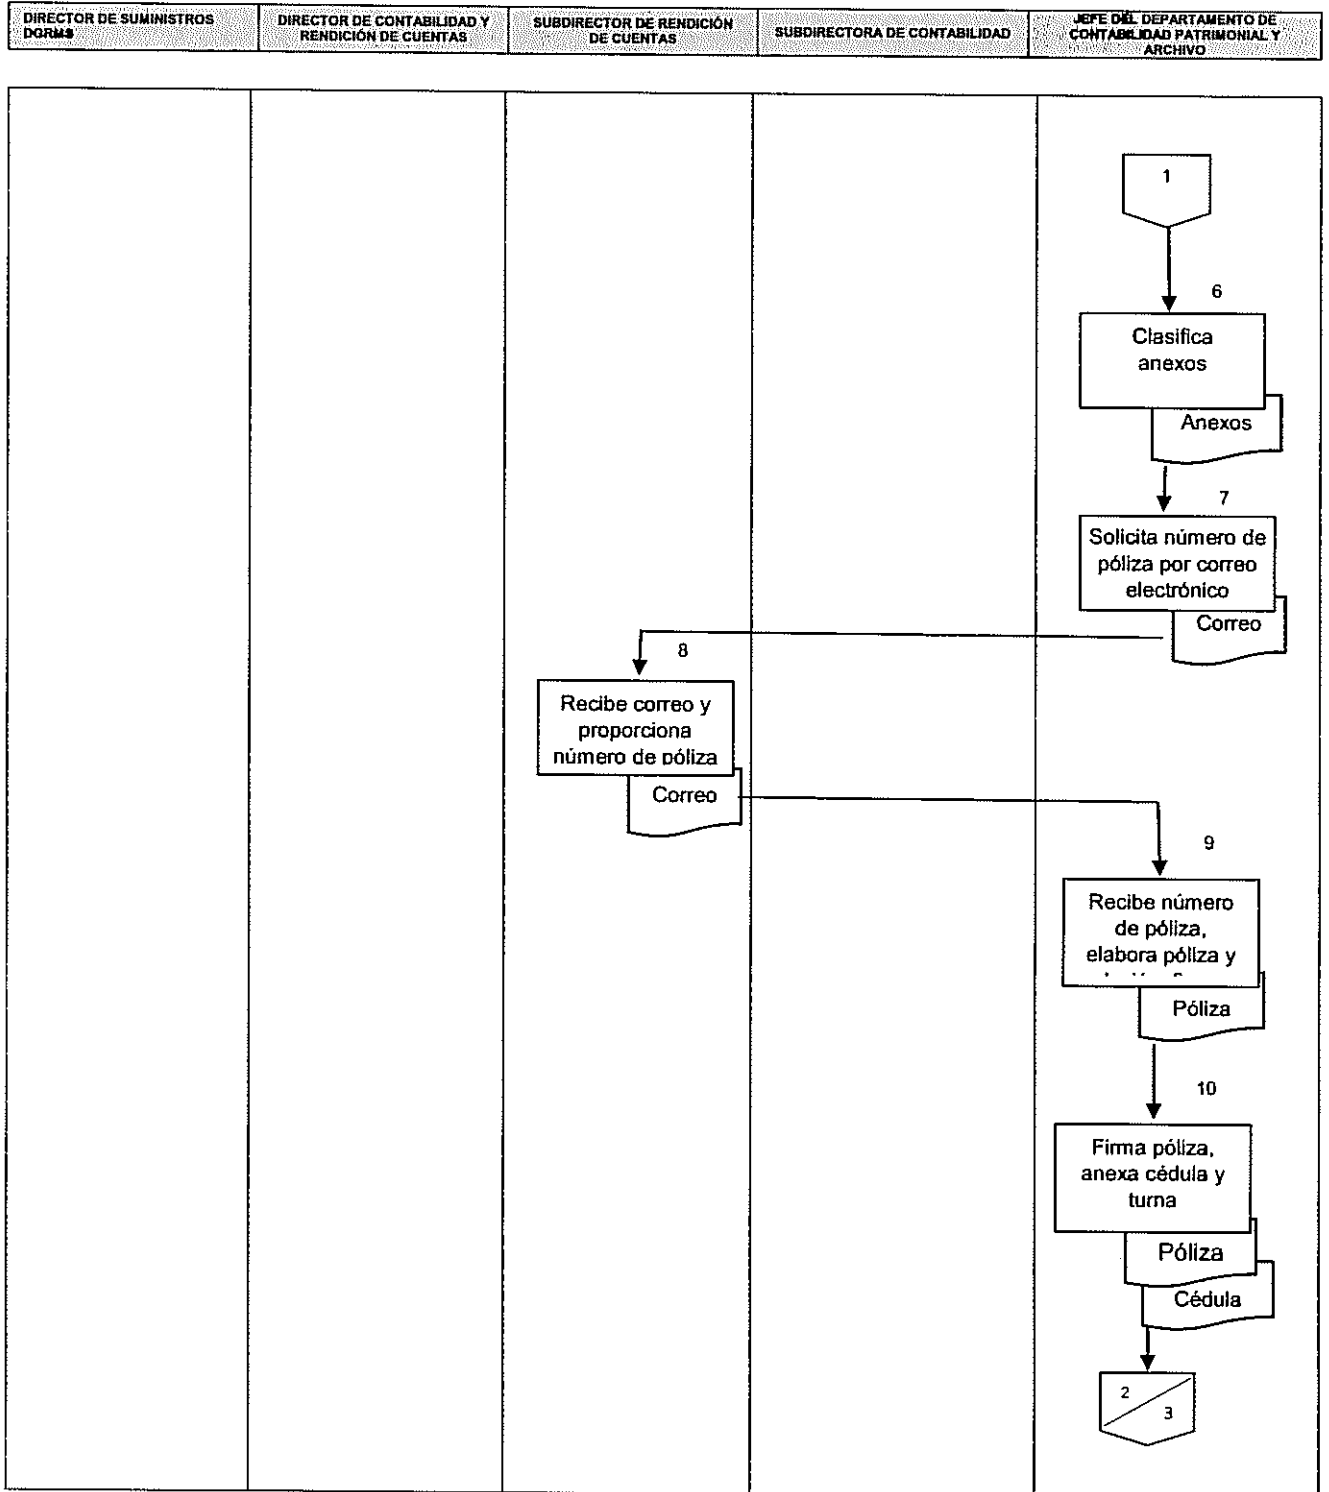 DIRECTOR DE SUMINISTROS
DGRMS
DIRECTOR DE CONTABILIDAD Y
RENDICIÓN DE CUENTAS
SUBDIRECTOR DE RENDICIÓN
DE CUENTAS
SUBDIRECTORA DE CONTABILIDAD
JEFE DEL DEPARTAMENTO DE
CONTABILIDAD PATRIMONIAL Y
ARCHIVO
1
6
Clasifica
anexos
Anexos
7
Solicita número de
póliza por correo
electrónico
Correo
8
Recibe correo y
proporciona
número de póliza
Correo
9
Recibe número
de póliza,
elabora póliza y
Póliza
10
Firma póliza,
anexa cédula y
turna
Póliza
Cédula
2
3